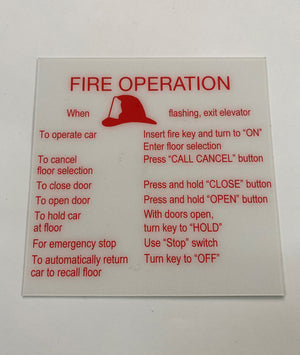 FIRE OPERATION
When flashing, exit elevator
To operate car Insert fire key and turn to “ON”
Enter floor selection
To cancel Press “CALL CANCEL” button
floor selection
To close door Press and hold “CLOSE” button
To open door Press and hold “OPEN” button
To hold car With doors open,
at floor turn key to “HOLD”
For emergency stop Use “Stop” switch
To automatically return Turn key to “OFF”
car to recall floor